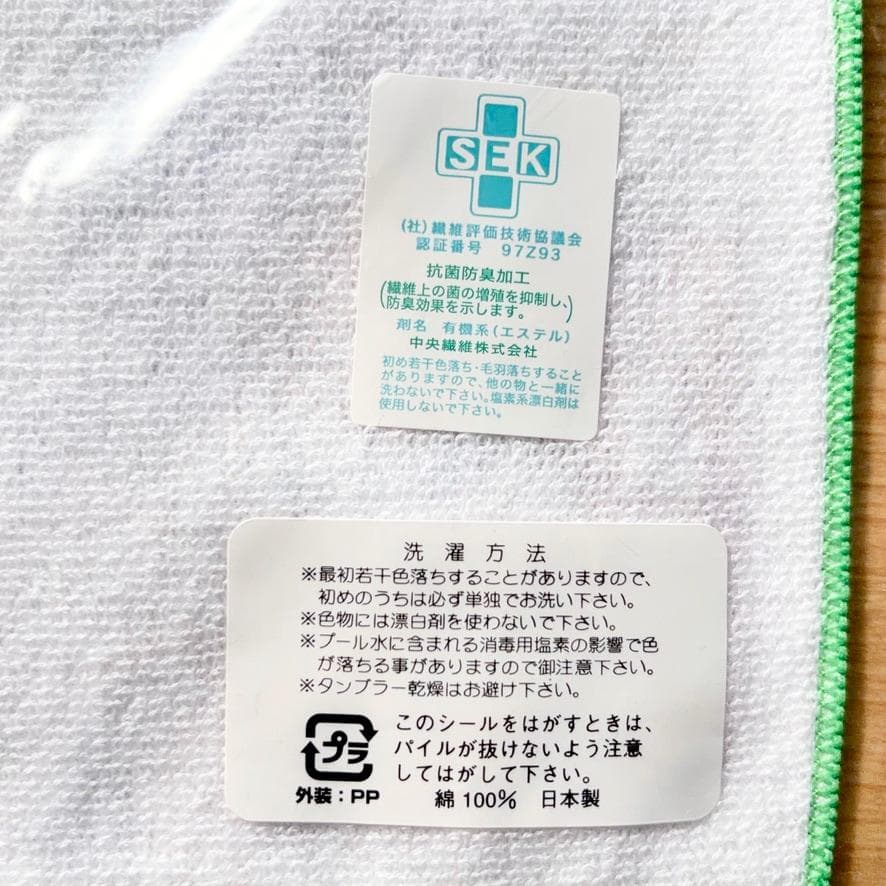 SEK
(社)繊維評価技術協議会
認証番号 97Z93
抗菌防臭加工
(繊維上の菌の増殖を抑制し、
防臭効果を示します。)
剤名 有機系(エステル)
中央繊維株式会社
初め若干色落ち・毛羽落ちすること
がありますので、他の物と一緒に
洗わないで下さい。塩素系漂白剤は
使用しないで下さい。
洗濯方法
※最初若干色落ちすることがありますので、
初めのうちは必ず単独でお洗い下さい。
※色物には漂白剤を使わないで下さい。
※プール水に含まれる消毒用塩素の影響で色
が落ちる事がありますので御注意下さい。
※タンブラー乾燥はお避け下さい。
プラ
外装:PP
このシールをはがすときは、
パイルが抜けないよう注意
してはがして下さい。
綿100% 日本製